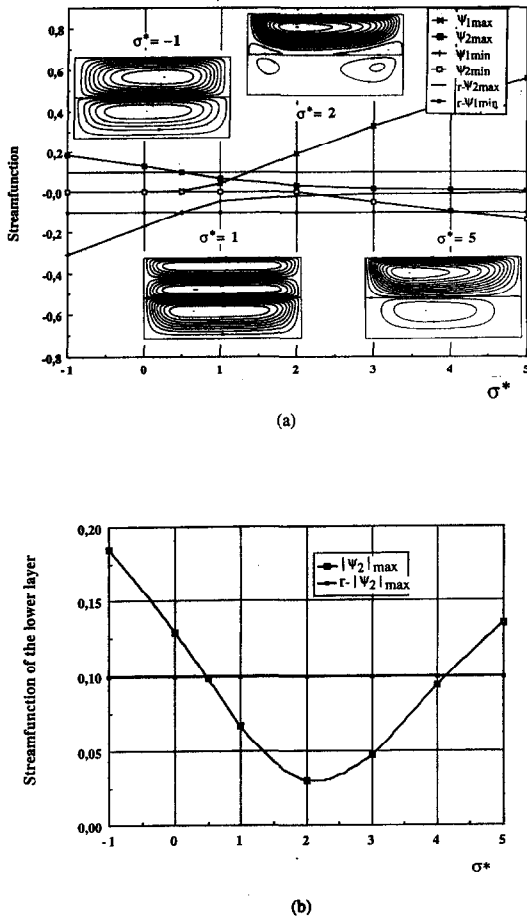 0,8
0,6
0,4
0,2
-0,0
-0,2
-0,4
-0,6
-0,8
Streamfunction
σ*= -1
σ*= 2
σ*= 1
σ*= 5
Ψ1max
Ψ2max
Ψ1min
Ψ2min
r-Ψ2max
r-Ψ1min
-1 0 1 2 3 4 5
σ*
(a)
0,20
0,15
0,10
0,05
0,00
Streamfunction of the lower layer
|Ψ2|max
r-|Ψ2|max
-1 0 1 2 3 4 5
σ*
(b)